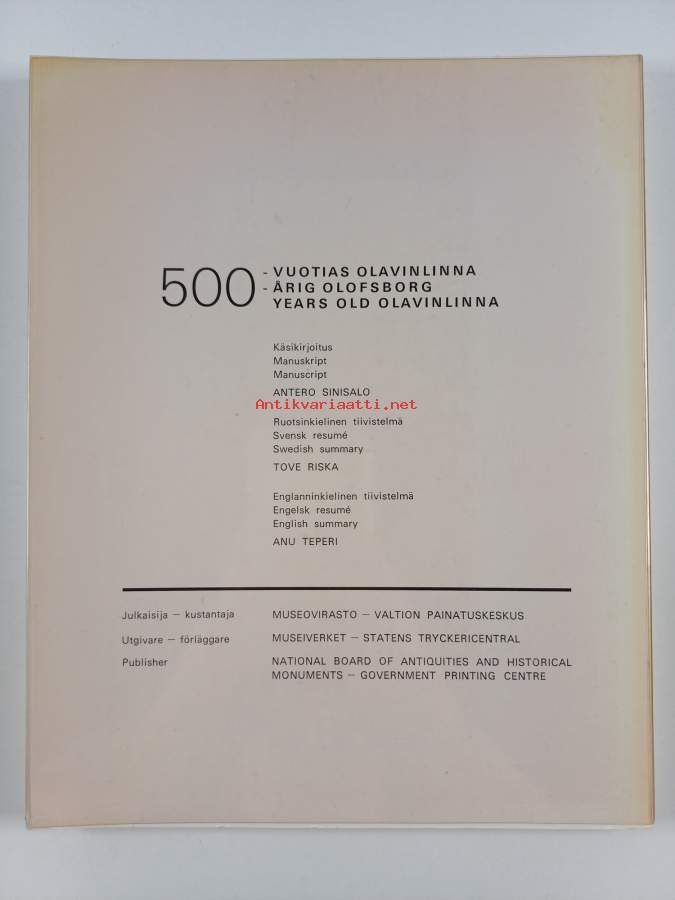 500 - VUOTIAS OLAVINLINNA
- ÅRIG OLOFSBORG
YEARS OLD OLAVINLINNA
Käsikirjoitus
Manuskript
Manuscript
ANTERO SINISALO
Antikvariaatti.net
Ruotsinkielinen tiivistelmä
Svensk resumé
Swedish summary
TOVE RISKA
Englanninkielinen tiivistelmä
Engelsk resumé
English summary
ANU TEPERI
Julkaisija — kustantaja MUSEOVIRASTO — VALTION PAINATUSKESKUS
Utgivare — förläggare MUSEIVERKET — STATENS TRYCKERICENTRAL
Publisher NATIONAL BOARD OF ANTIQUITIES AND HISTORICAL
MONUMENTS — GOVERNMENT PRINTING CENTRE